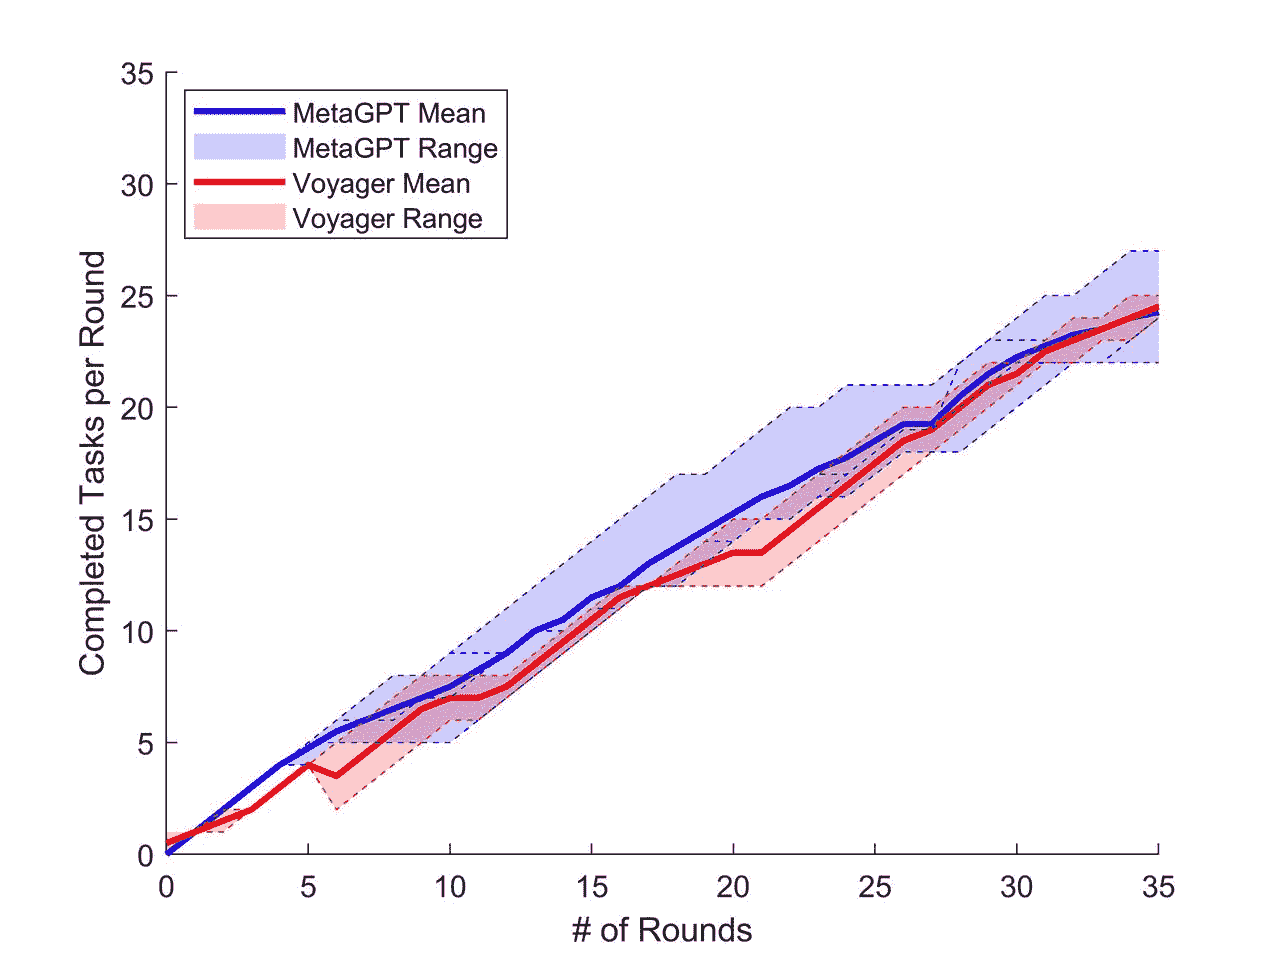 35
30
25
20
15
10
5
0
Completed Tasks per Round
MetaGPT Mean
MetaGPT Range
Voyager Mean
Voyager Range
0 5 10 15 20 25 30 35
# of Rounds